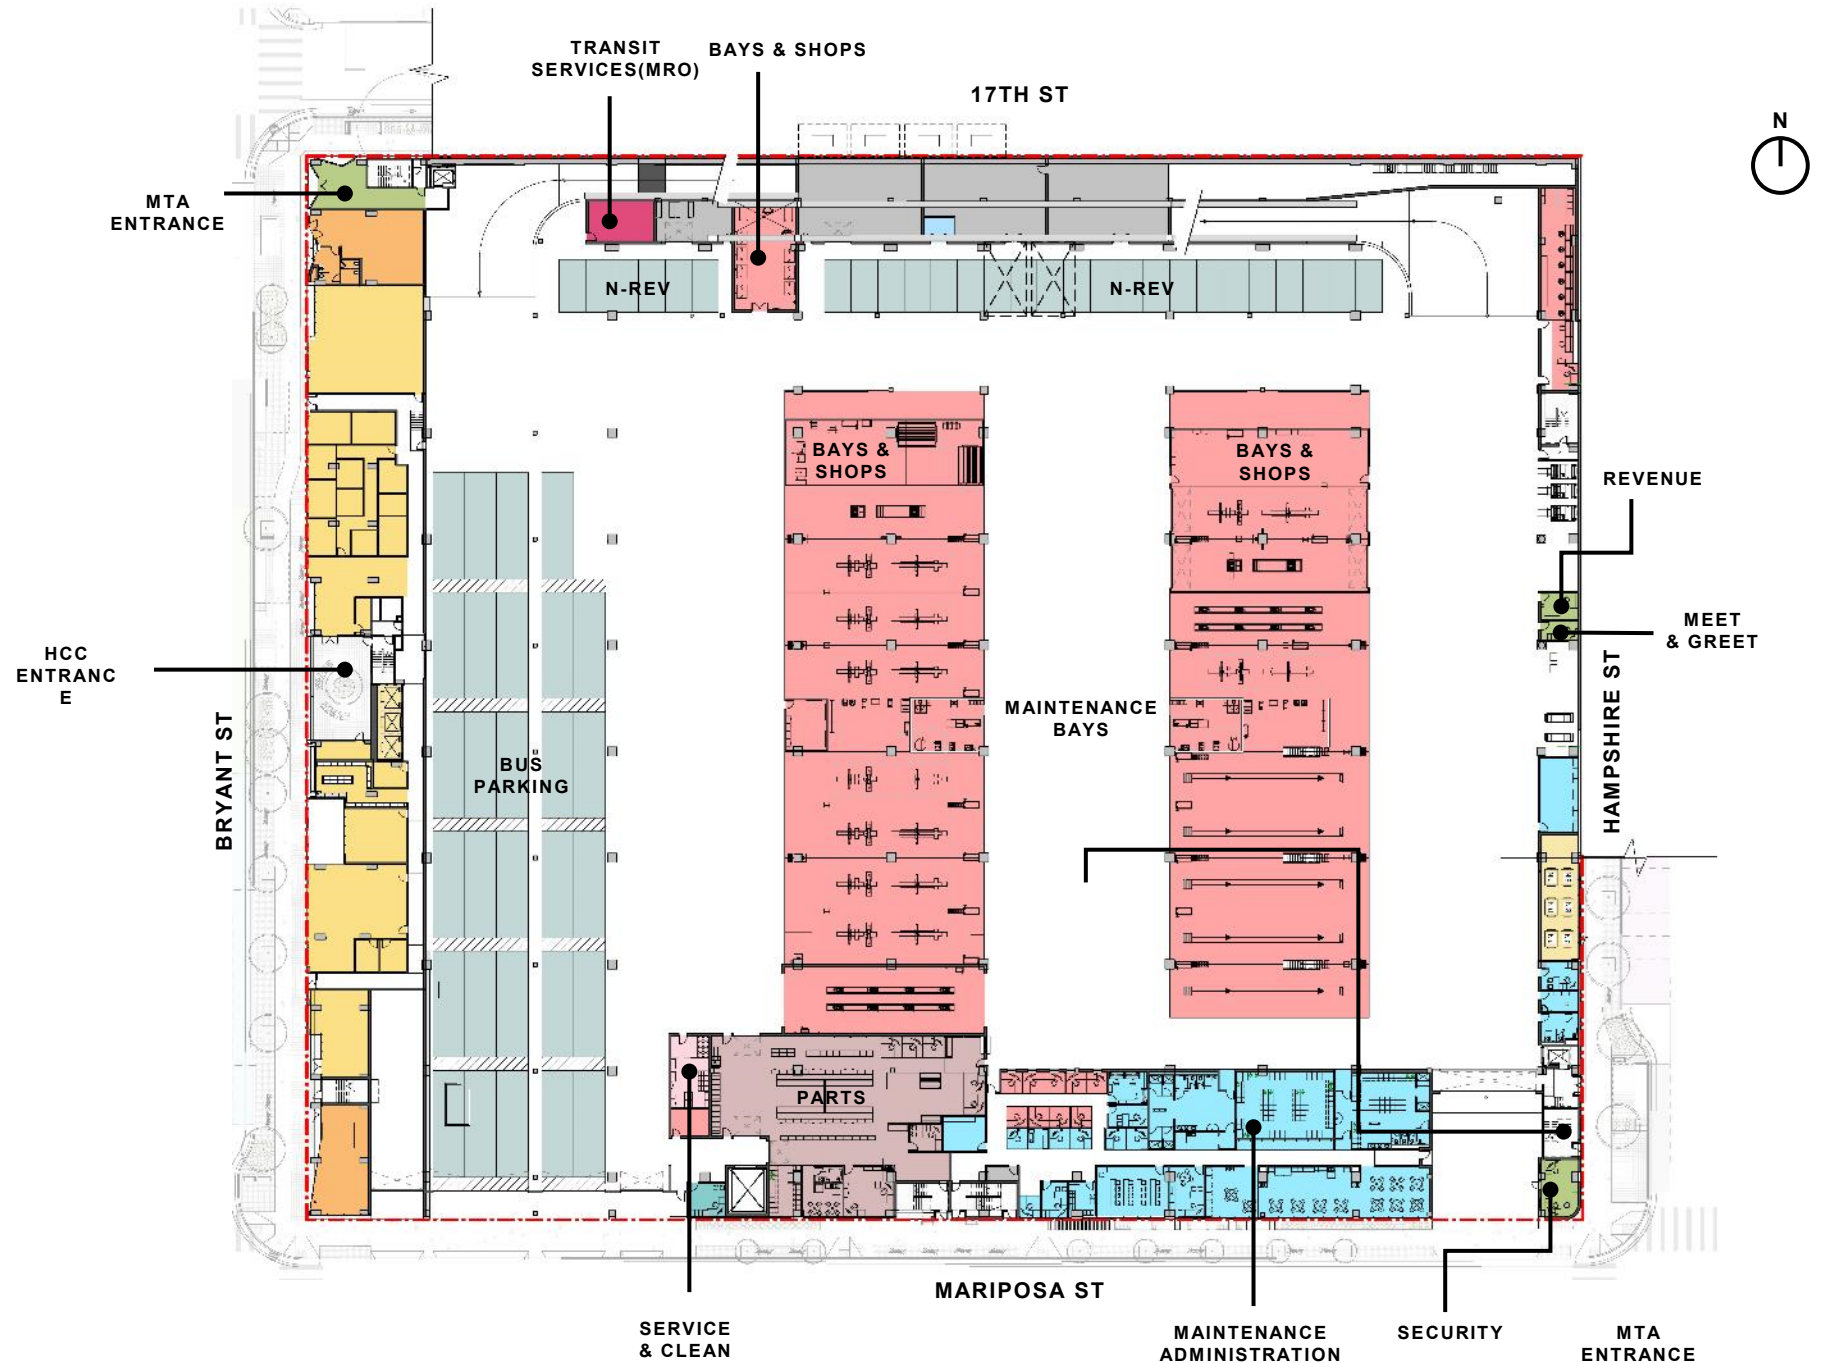 TRANSIT
SERVICES(MRO)
BAYS & SHOPS
17TH ST
N
MTA
ENTRANCE
N-REV
N-REV
BAYS &
SHOPS
BAYS &
SHOPS
REVENUE
MEET
& GREET
HCC
ENTRANC
E
MAINTENANCE
BAYS
HAMPSHIRE ST
BRYANT ST
BUS
PARKING
PARTS
MARIPOSA ST
SERVICE
& CLEAN
MAINTENANCE
ADMINISTRATION
SECURITY
MTA
ENTRANCE